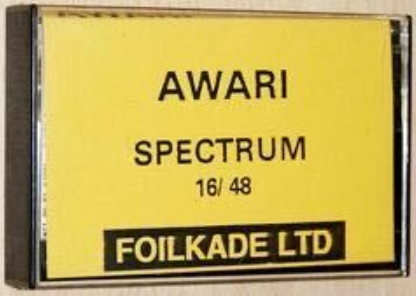 AWARI
SPECTRUM
16/48
FOILKADE LTD